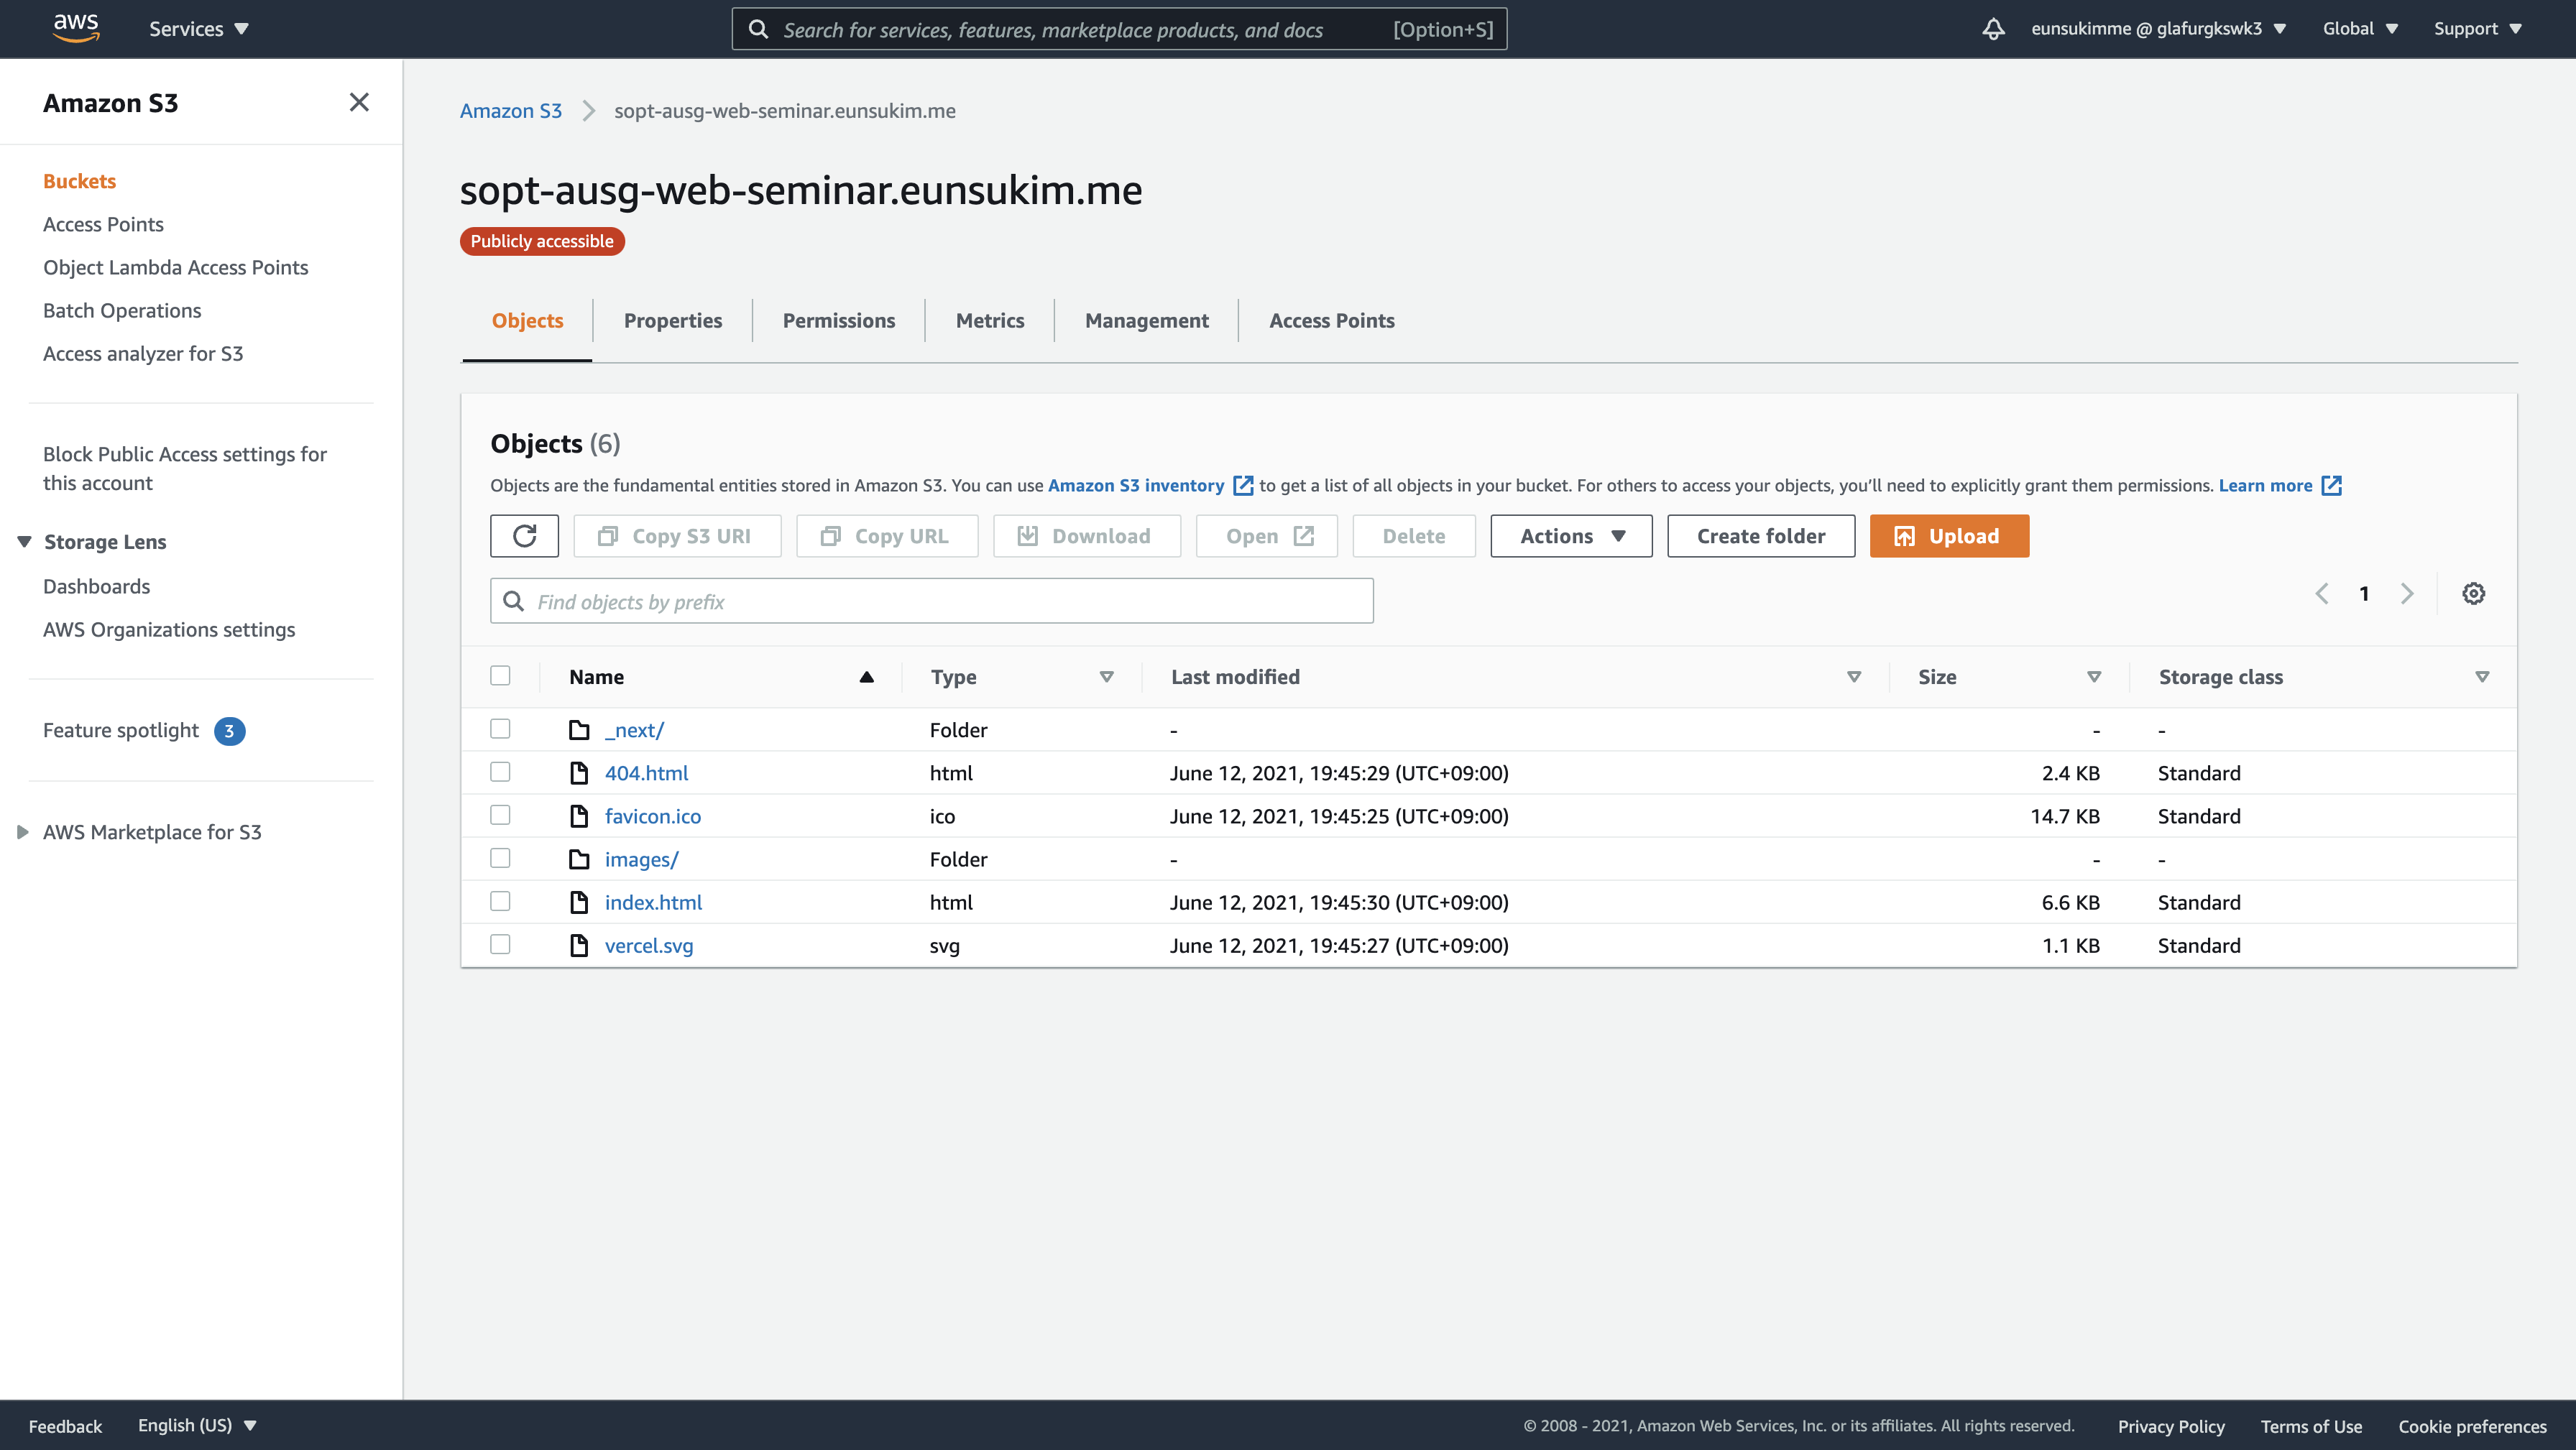 aws Services Search for services, features, marketplace products, and docs [Option+S] eunsukimme @ glafurgkswk3 Global Support
Amazon S3
Buckets
Access Points
Object Lambda Access Points
Batch Operations
Access analyzer for S3
Block Public Access settings for
this account
Storage Lens
Dashboards
AWS Organizations settings
Feature spotlight 3
AWS Marketplace for S3
Amazon S3 sopt-ausg-web-seminar.eunsukim.me
sopt-ausg-web-seminar.eunsukim.me
Publicly accessible
Objects Properties Permissions Metrics Management Access Points
Objects (6)
Objects are the fundamental entities stored in Amazon S3. You can use Amazon S3 inventory to get a list of all objects in your bucket. For others to access your objects, you’ll need to explicitly grant them permissions. Learn more
Copy S3 URI Copy URL Download Open Delete Actions Create folder Upload
Find objects by prefix 1
Name Type Last modified Size Storage class
_next/ Folder - - -
404.html html June 12, 2021, 19:45:29 (UTC+09:00) 2.4 KB Standard
favicon.ico ico June 12, 2021, 19:45:25 (UTC+09:00) 14.7 KB Standard
images/ Folder - - -
index.html html June 12, 2021, 19:45:30 (UTC+09:00) 6.6 KB Standard
vercel.svg svg June 12, 2021, 19:45:27 (UTC+09:00) 1.1 KB Standard
Feedback English (US) © 2008 - 2021, Amazon Web Services, Inc. or its affiliates. All rights reserved. Privacy Policy Terms of Use Cookie preferences